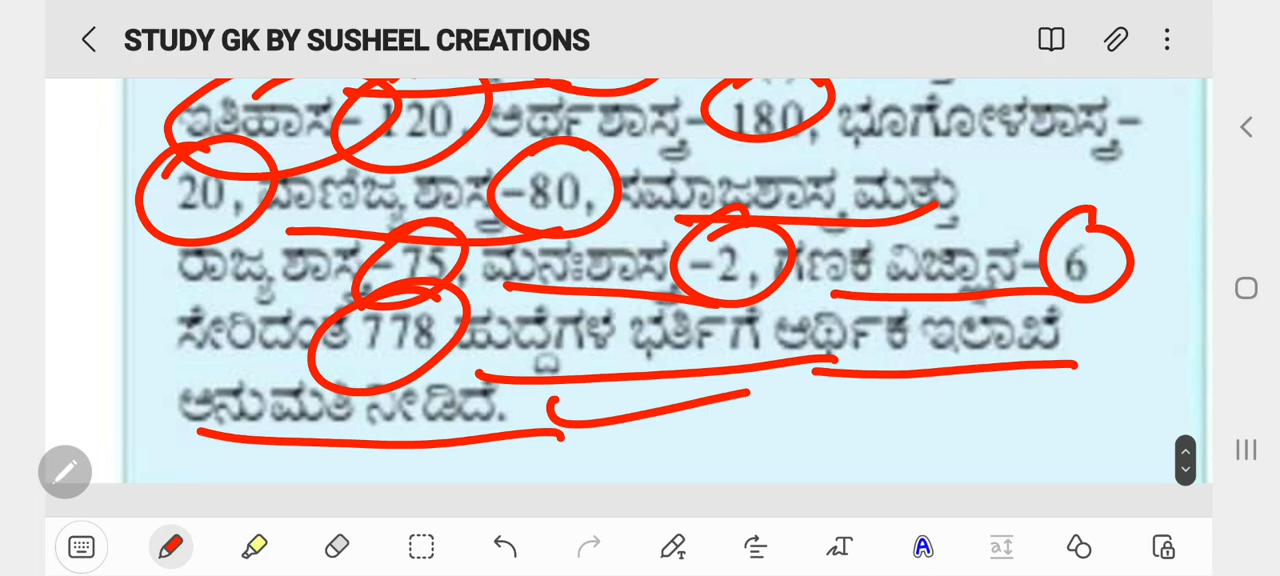 STUDY GK BY SUSHEEL CREATIONS
ಇತಿಹಾಸ- 120, ಅರ್ಥಶಾಸ್ತ್ರ- 180, ಭೂಗೋಳಶಾಸ್ತ್ರ-
20, ವಾಣಿಜ್ಯಶಾಸ್ತ್ರ-80, ಸಮಾಜಶಾಸ್ತ್ರ ಮತ್ತು
ರಾಜ್ಯಶಾಸ್ತ್ರ-75, ಮನಃಶಾಸ್ತ್ರ -2, ಗಣಕ ವಿಜ್ಞಾನ- 6
ಸೇರಿದಂತೆ 778 ಹುದ್ದೆಗಳ ಭರ್ತಿಗೆ ಆರ್ಥಿಕ ಇಲಾಖೆ
ಅನುಮತಿ ನೀಡಿದೆ.